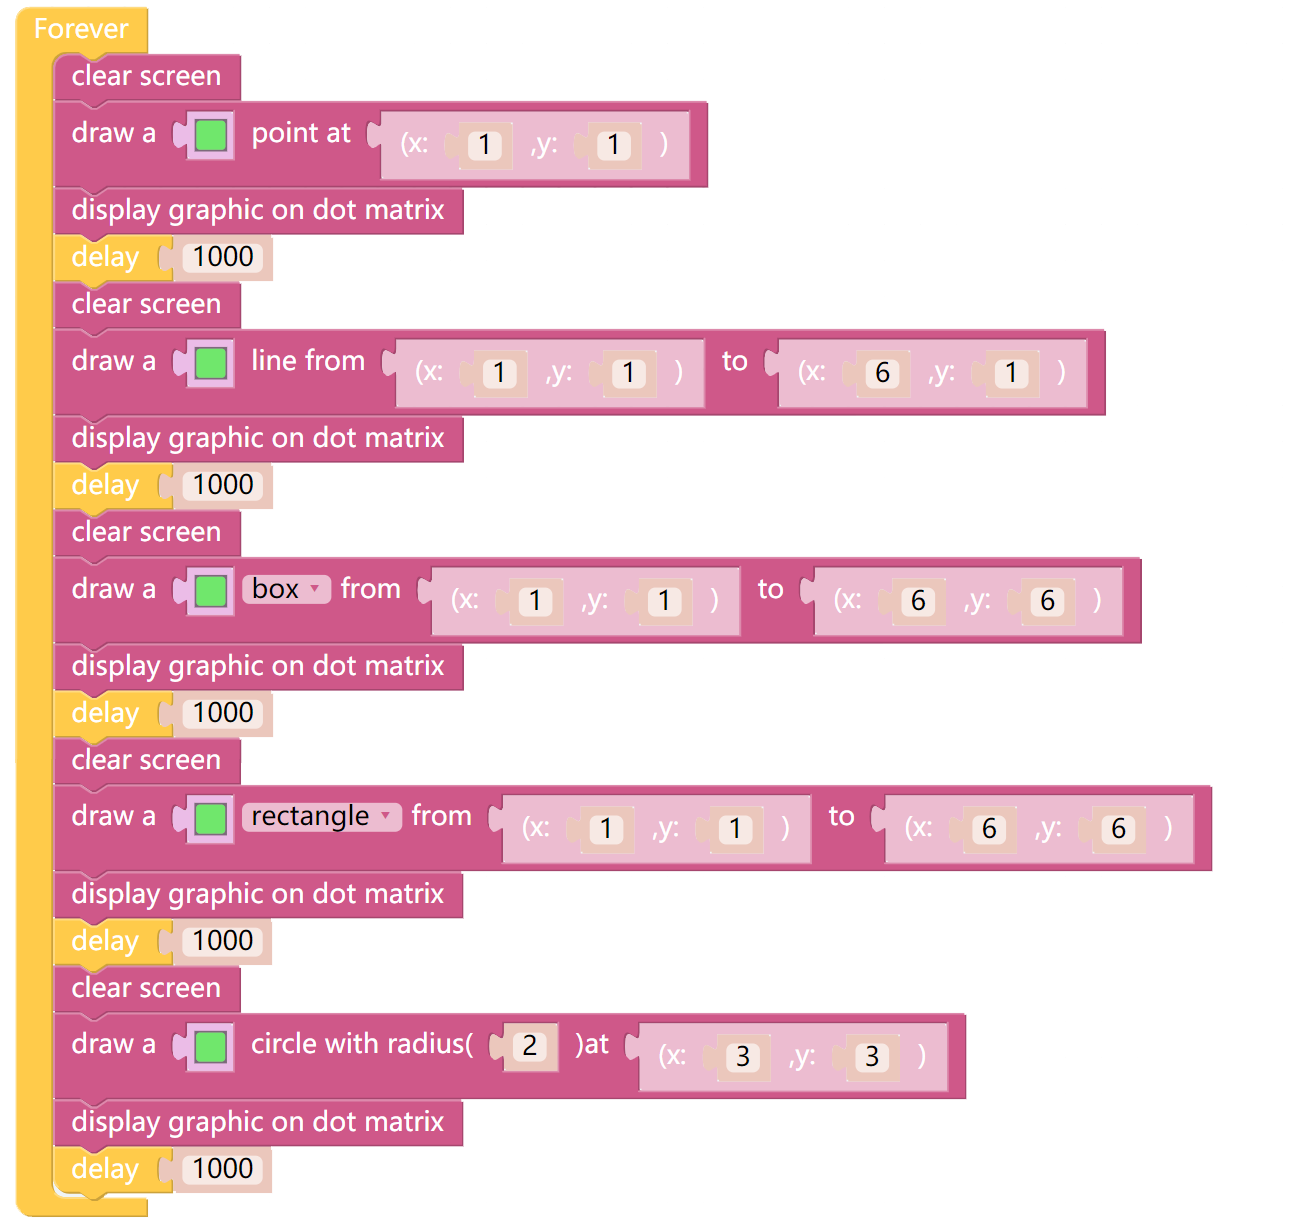 Forever
clear screen
draw a point at (x: 1 ,y: 1 )
display graphic on dot matrix
delay 1000
clear screen
draw a line from (x: 1 ,y: 1 ) to (x: 6 ,y: 1 )
display graphic on dot matrix
delay 1000
clear screen
draw a box from (x: 1 ,y: 1 ) to (x: 6 ,y: 6 )
display graphic on dot matrix
delay 1000
clear screen
draw a rectangle from (x: 1 ,y: 1 ) to (x: 6 ,y: 6 )
display graphic on dot matrix
delay 1000
clear screen
draw a circle with radius( 2 )at (x: 3 ,y: 3 )
display graphic on dot matrix
delay 1000